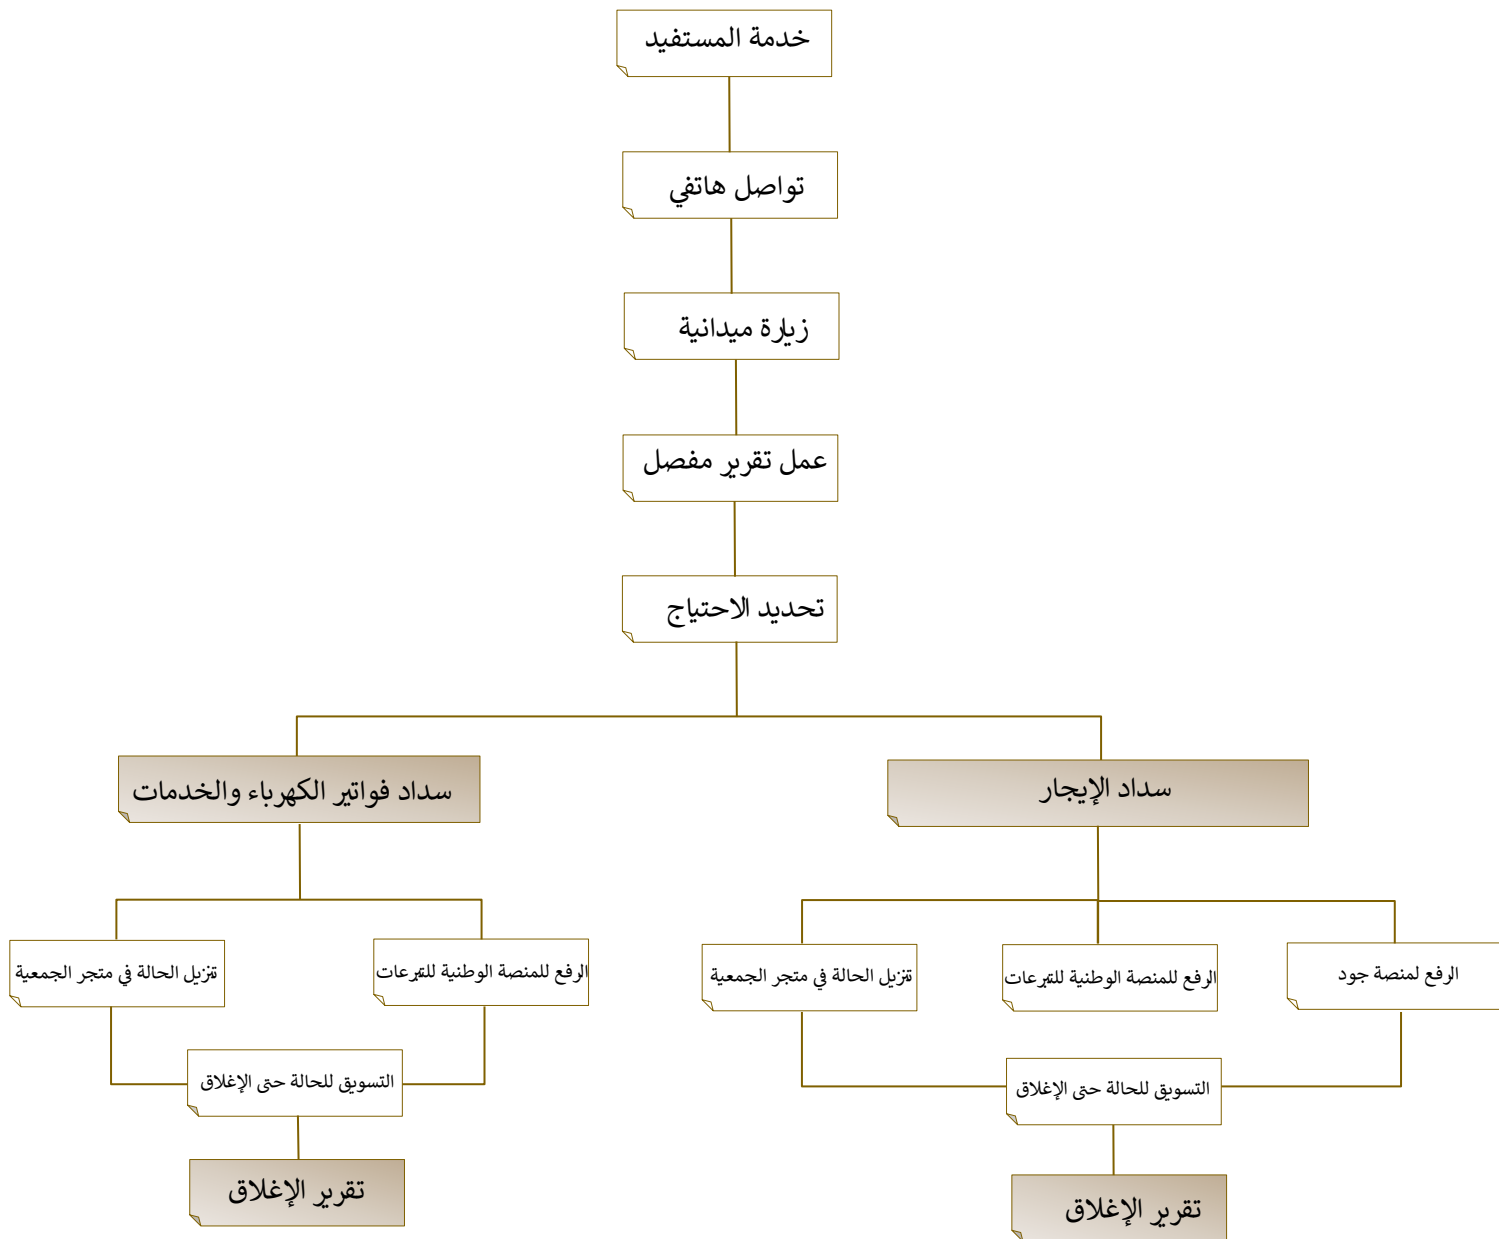 خدمة المستفيد
تواصل هاتفي
زيارة ميدانية
عمل تقرير مفصل
تحديد الاحتياج
سداد الإيجار
سداد فواتير الكهرباء والخدمات
الرفع لمنصة جود
الرفع للمنصة الوطنية للتبرعات
تنزيل الحالة في متجر الجمعية
الرفع للمنصة الوطنية للتبرعات
تنزيل الحالة في متجر الجمعية
التسويق للحالة حتى الإغلاق
التسويق للحالة حتى الإغلاق
تقرير الإغلاق
تقرير الإغلاق